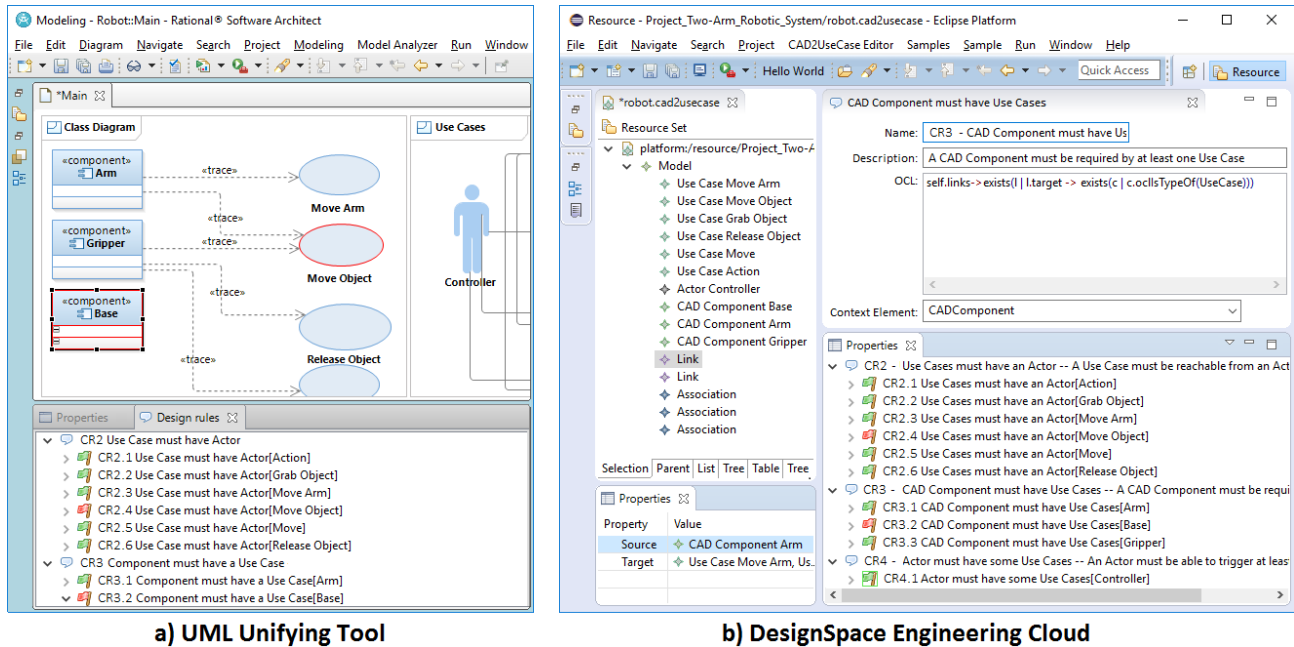 Modeling - Robot::Main - Rational® Software Architect
File Edit Diagram Navigate Search Project Modeling Model Analyzer Run Window
*Main
Class Diagram
Use Cases
«component»
Arm
«trace»
Move Arm
«trace»
«component»
Gripper
«trace»
Move Object
Controller
«trace»
«component»
Base
«trace»
Release Object
Properties Design rules
CR2 Use Case must have Actor
CR2.1 Use Case must have Actor[Action]
CR2.2 Use Case must have Actor[Grab Object]
CR2.3 Use Case must have Actor[Move Arm]
CR2.4 Use Case must have Actor[Move Object]
CR2.5 Use Case must have Actor[Move]
CR2.6 Use Case must have Actor[Release Object]
CR3 Component must have a Use Case
CR3.1 Component must have a Use Case[Arm]
CR3.2 Component must have a Use Case[Base]
a) UML Unifying Tool
Resource - Project_Two-Arm_Robotic_System/robot.cad2usecase - Eclipse Platform
File Edit Navigate Search Project CAD2UseCase Editor Samples Sample Run Window Help
Hello World
Quick Access
Resource
*robot.cad2usecase
Resource Set
platform:/resource/Project_Two-A
Model
Use Case Move Arm
Use Case Move Object
Use Case Grab Object
Use Case Release Object
Use Case Move
Use Case Action
Actor Controller
CAD Component Base
CAD Component Arm
CAD Component Gripper
Link
Link
Association
Association
Association
Selection Parent List Tree Table Tree
Properties
Property Value
Source CAD Component Arm
Target Use Case Move Arm, Us..
CAD Component must have Use Cases
Name: CR3 - CAD Component must have Us
Description: A CAD Component must be required by at least one Use Case
OCL: self.links->exists(l | l.target -> exists(c | c.oclIsTypeOf(UseCase)))
Context Element: CADComponent
Properties
CR2 - Use Cases must have an Actor -- A Use Case must be reachable from an Act
CR2.1 Use Cases must have an Actor[Action]
CR2.2 Use Cases must have an Actor[Grab Object]
CR2.3 Use Cases must have an Actor[Move Arm]
CR2.4 Use Cases must have an Actor[Move Object]
CR2.5 Use Cases must have an Actor[Move]
CR2.6 Use Cases must have an Actor[Release Object]
CR3 - CAD Component must have Use Cases -- A CAD Component must be requi
CR3.1 CAD Component must have Use Cases[Arm]
CR3.2 CAD Component must have Use Cases[Base]
CR3.3 CAD Component must have Use Cases[Gripper]
CR4 - Actor must have some Use Cases -- An Actor must be able to trigger at leas
CR4.1 Actor must have some Use Cases[Controller]
b) DesignSpace Engineering Cloud